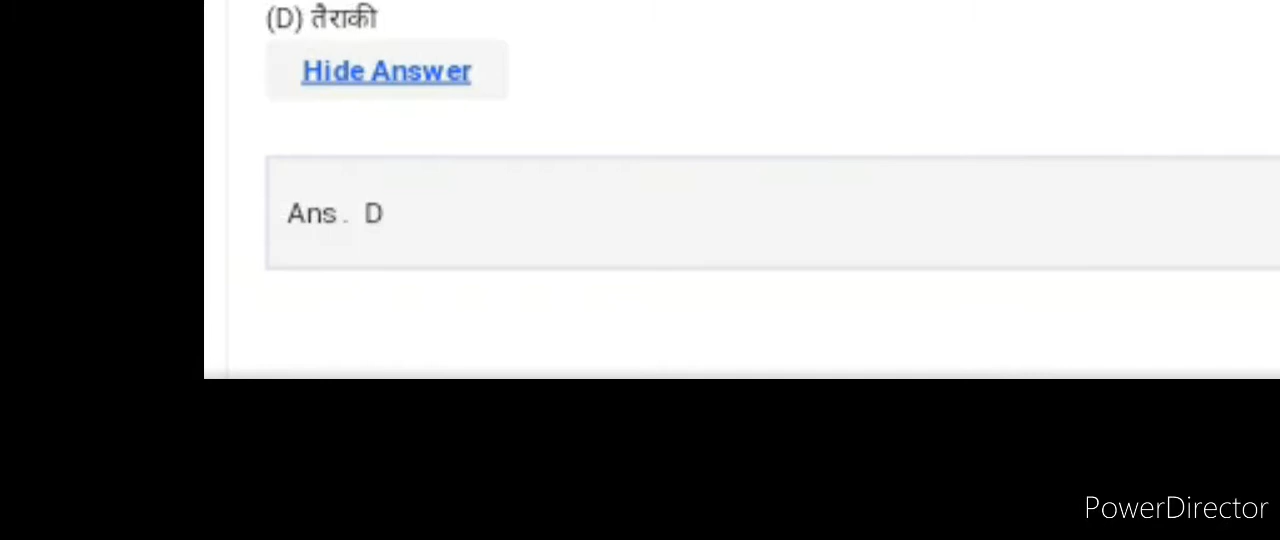 (D) तैराकी
Hide Answer
Ans. D
PowerDirector